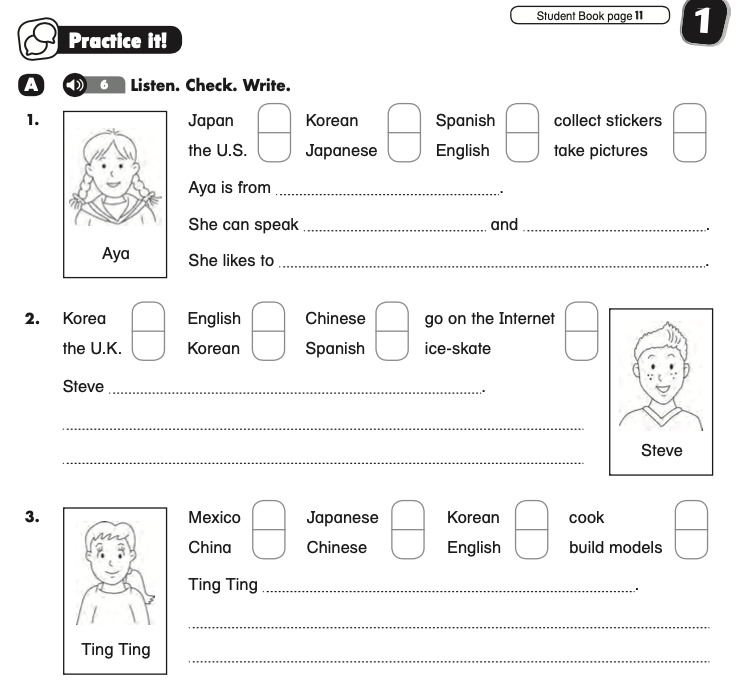 Student Book page 11
1
Practice it!
A 6 Listen. Check. Write.
1. Japan Korean Spanish collect stickers
the U.S. Japanese English take pictures
Aya is from .
She can speak and .
She likes to .
Aya
2. Korea English Chinese go on the Internet
the U.K. Korean Spanish ice-skate
Steve .
Steve
3. Mexico Japanese Korean cook
China Chinese English build models
Ting Ting .
Ting Ting